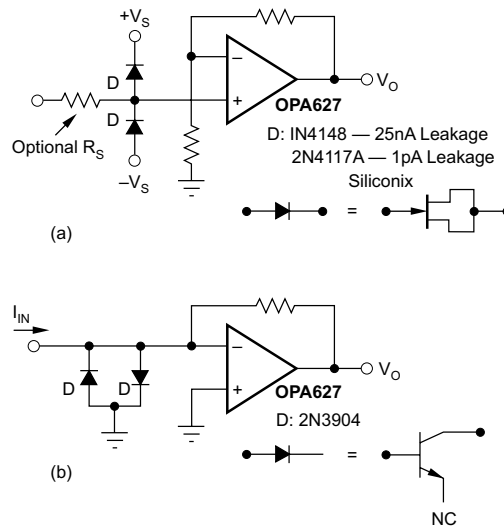 +VS
D
D
–
+
VO
OPA627
Optional RS
–VS
D: IN4148 — 25nA Leakage
2N4117A — 1pA Leakage
Siliconix
=
(a)
IIN
D
D
–
+
VO
OPA627
D: 2N3904
=
NC
(b)